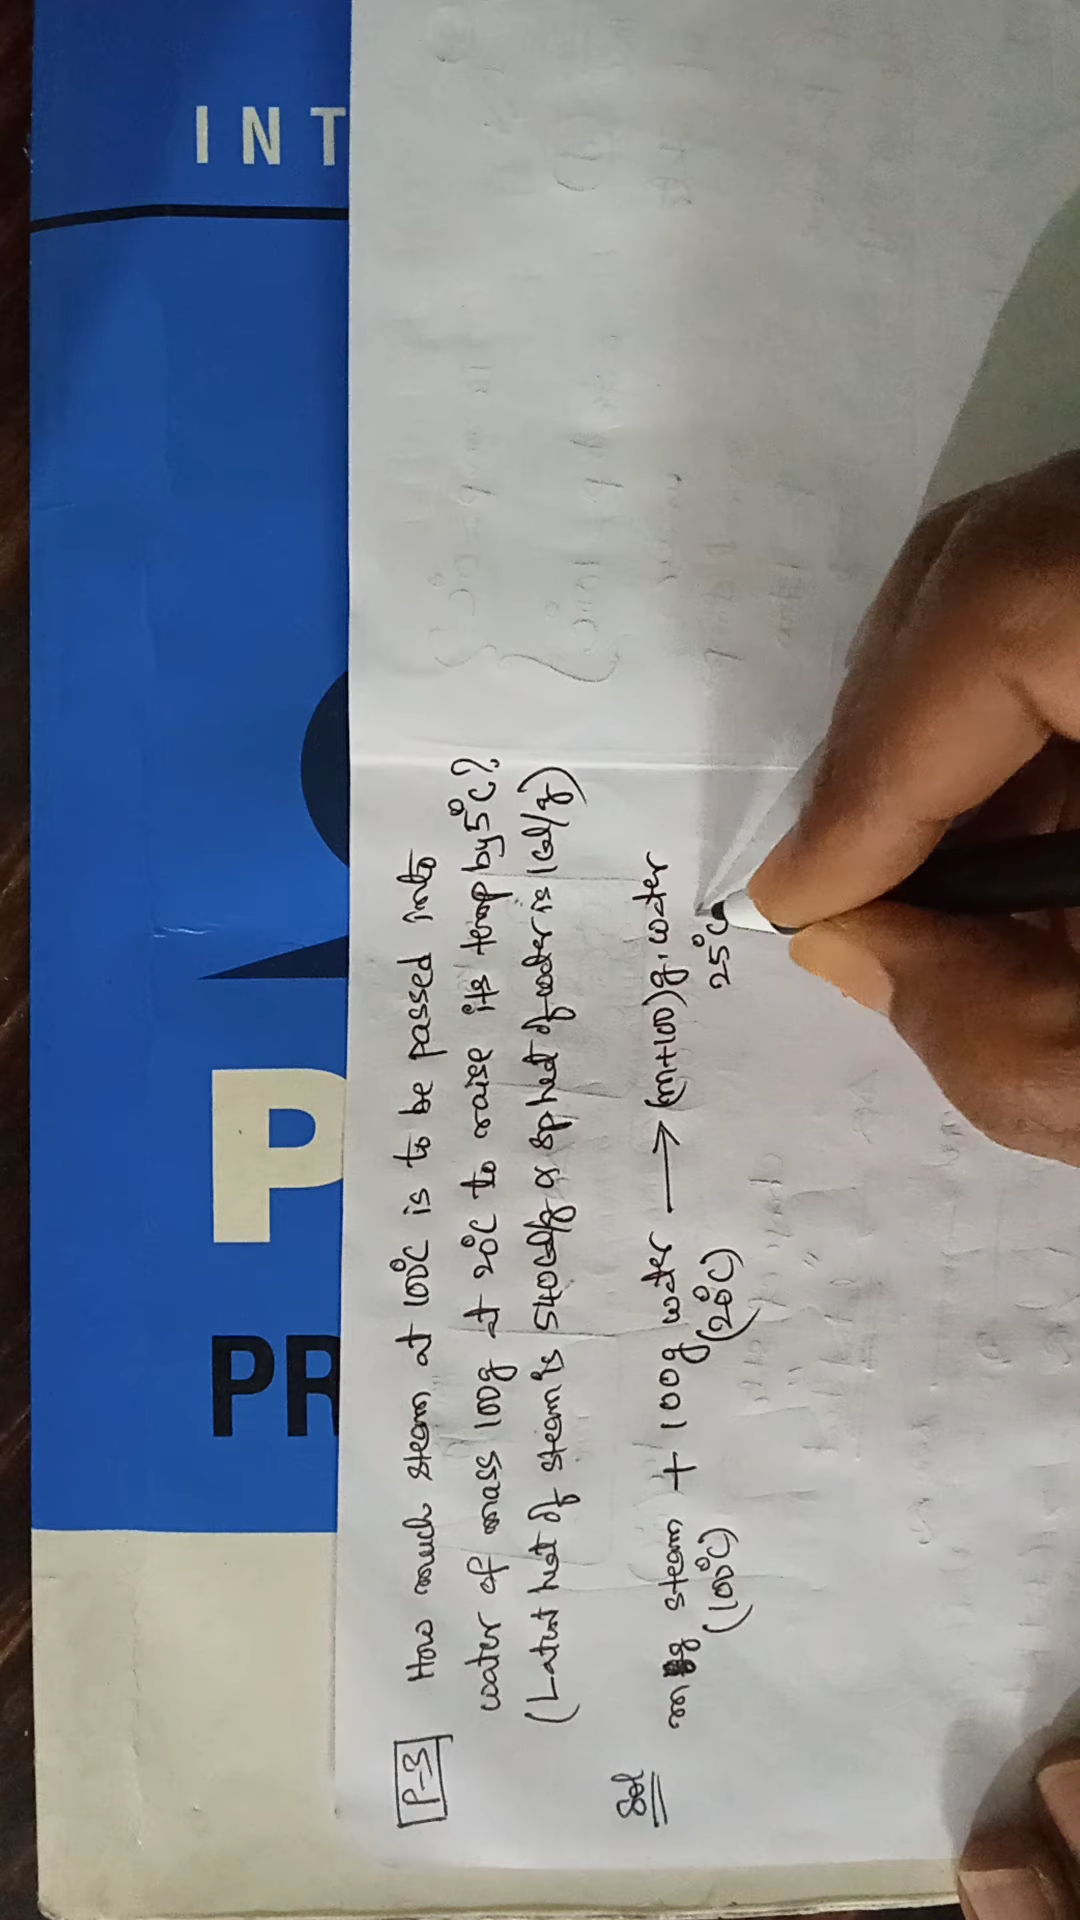 P-3 How much steam at 100°C is to be passed into
water of mass 100g at 20°C to raise its temp by 5°C?
(Latent heat of steam is 540Cal/g & sp heat of water is 1Cal/g)
Sol
m g steam + 100g water → (m+100)g. water
(100°C) (20°C) 25°C
INT
P
PR